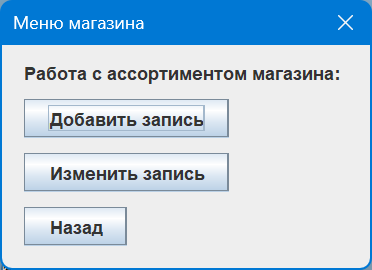 Меню магазина
Работа с ассортиментом магазина:
Добавить запись
Изменить запись
Назад